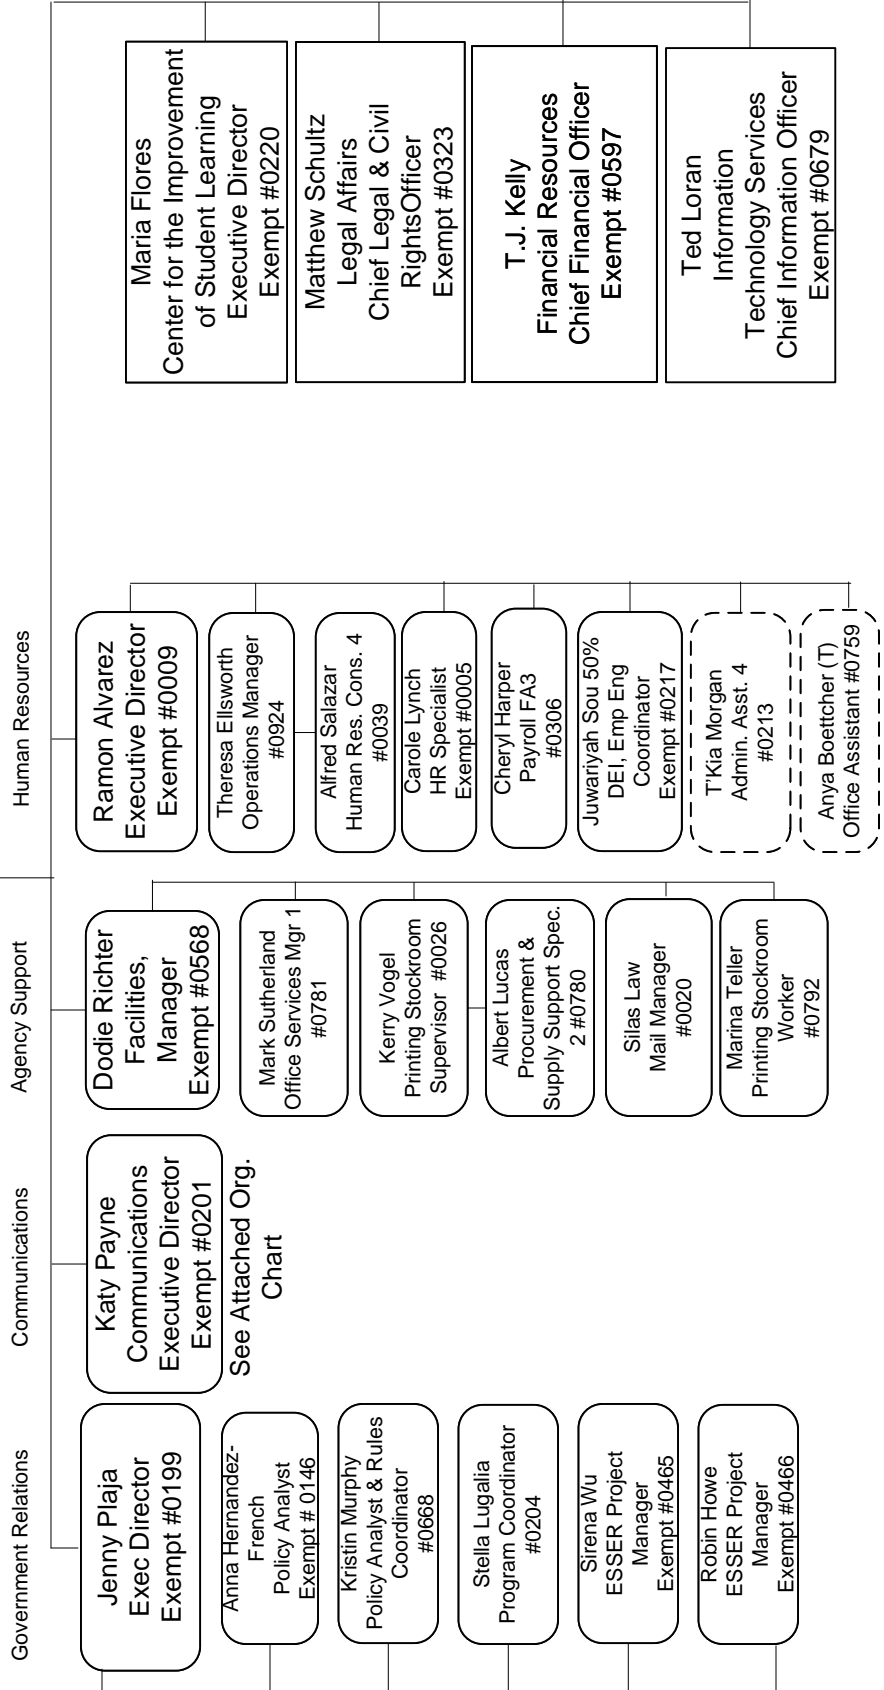 Government Relations
Jenny Plaja
Exec Director
Exempt #0199
Anna Hernandez-
French
Policy Analyst
Exempt # 0146
Kristin Murphy
Policy Analyst & Rules
Coordinator
#0668
Stella Lugalia
Program Coordinator
#0204
Sirena Wu
ESSER Project
Manager
Exempt #0465
Robin Howe
ESSER Project
Manager
Exempt #0466
Communications
Katy Payne
Communications
Executive Director
Exempt #0201
See Attached Org.
Chart
Agency Support
Dodie Richter
Facilities,
Manager
Exempt #0568
Mark Sutherland
Office Services Mgr 1
#0781
Kerry Vogel
Printing Stockroom
Supervisor #0026
Albert Lucas
Procurement &
Supply Support Spec.
2 #0780
Silas Law
Mail Manager
#0020
Marina Teller
Printing Stockroom
Worker
#0792
Human Resources
Ramon Alvarez
Executive Director
Exempt #0009
Theresa Ellsworth
Operations Manager
#0924
Alfred Salazar
Human Res. Cons. 4
#0039
Carole Lynch
HR Specialist
Exempt #0005
Cheryl Harper
Payroll FA3
#0306
Juwariyah Sou 50%
DEI, Emp Eng
Coordinator
Exempt #0217
T'Kia Morgan
Admin. Asst. 4
#0213
Anya Boettcher (T)
Office Assistant #0759
Maria Flores
Center for the Improvement
of Student Learning
Executive Director
Exempt #0220
Matthew Schultz
Legal Affairs
Chief Legal & Civil
RightsOfficer
Exempt #0323
T.J. Kelly
Financial Resources
Chief Financial Officer
Exempt #0597
Ted Loran
Information
Technology Services
Chief Information Officer
Exempt #0679